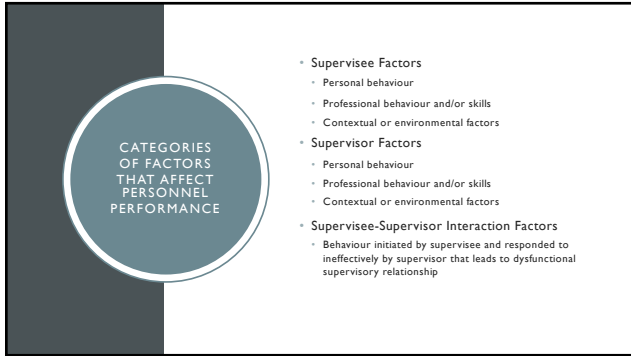 CATEGORIES
OF FACTORS
THAT AFFECT
PERSONNEL
PERFORMANCE
• Supervisee Factors
• Personal behaviour
• Professional behaviour and/or skills
• Contextual or environmental factors
• Supervisor Factors
• Personal behaviour
• Professional behaviour and/or skills
• Contextual or environmental factors
• Supervisee-Supervisor Interaction Factors
• Behaviour initiated by supervisee and responded to
ineffectively by supervisor that leads to dysfunctional
supervisory relationship